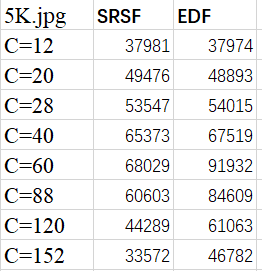 5K.jpg SRSF EDF
C=12 37981 37974
C=20 49476 48893
C=28 53547 54015
C=40 65373 67519
C=60 68029 91932
C=88 60603 84609
C=120 44289 61063
C=152 33572 46782